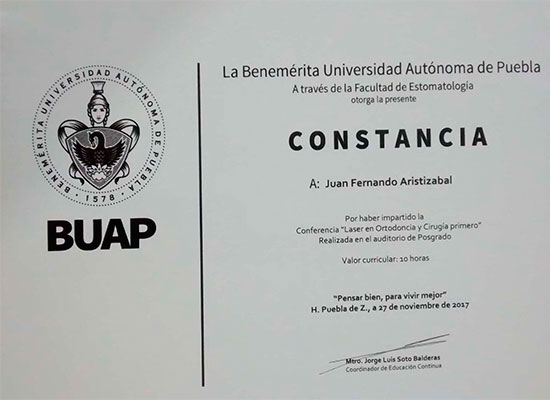 BENEMÉRITA UNIVERSIDAD AUTÓNOMA DE PUEBLA
1578
BUAP
La Benemérita Universidad Autónoma de Puebla
A través de la Facultad de Estomatología
otorga la presente
CONSTANCIA
A: Juan Fernando Aristizabal
Por haber impartido la
Conferencia "Laser en Ortodoncia y Cirugía primero"
Realizada en el auditorio de Posgrado
Valor curricular: 10 horas
"Pensar bien, para vivir mejor"
H. Puebla de Z., a 27 de noviembre de 2017
Mtro. Jorge Luis Soto Balderas
Coordinador de Educación Continua